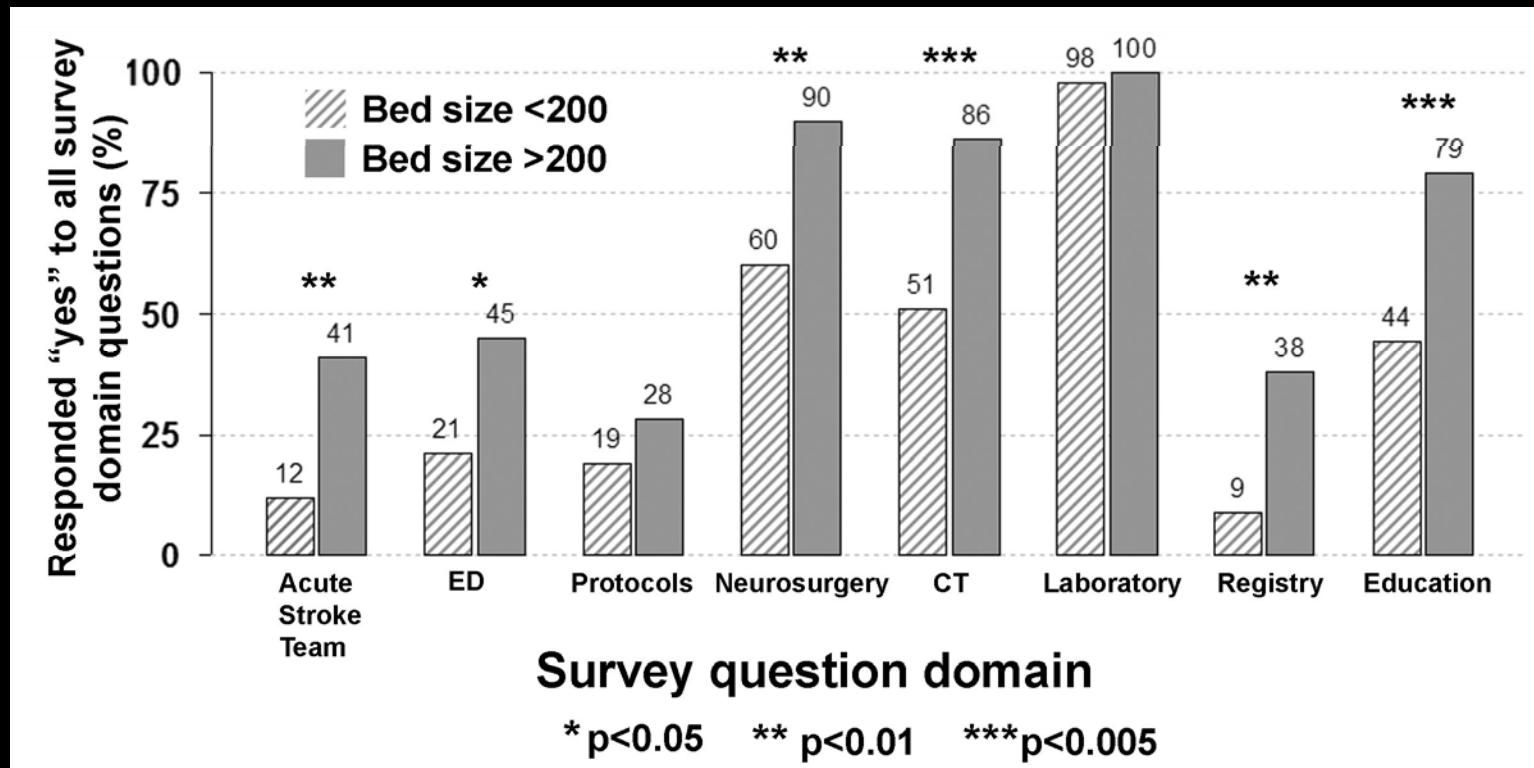 Responded “yes” to all survey
domain questions (%)
100
75
50
25
0
Bed size <200
Bed size >200
**
*
**
***
**
***
12
41
21
45
19
28
60
90
51
86
98
100
9
38
44
79
Acute
Stroke
Team
ED
Protocols
Neurosurgery
CT
Laboratory
Registry
Education
Survey question domain
* p<0.05 ** p<0.01 ***p<0.005